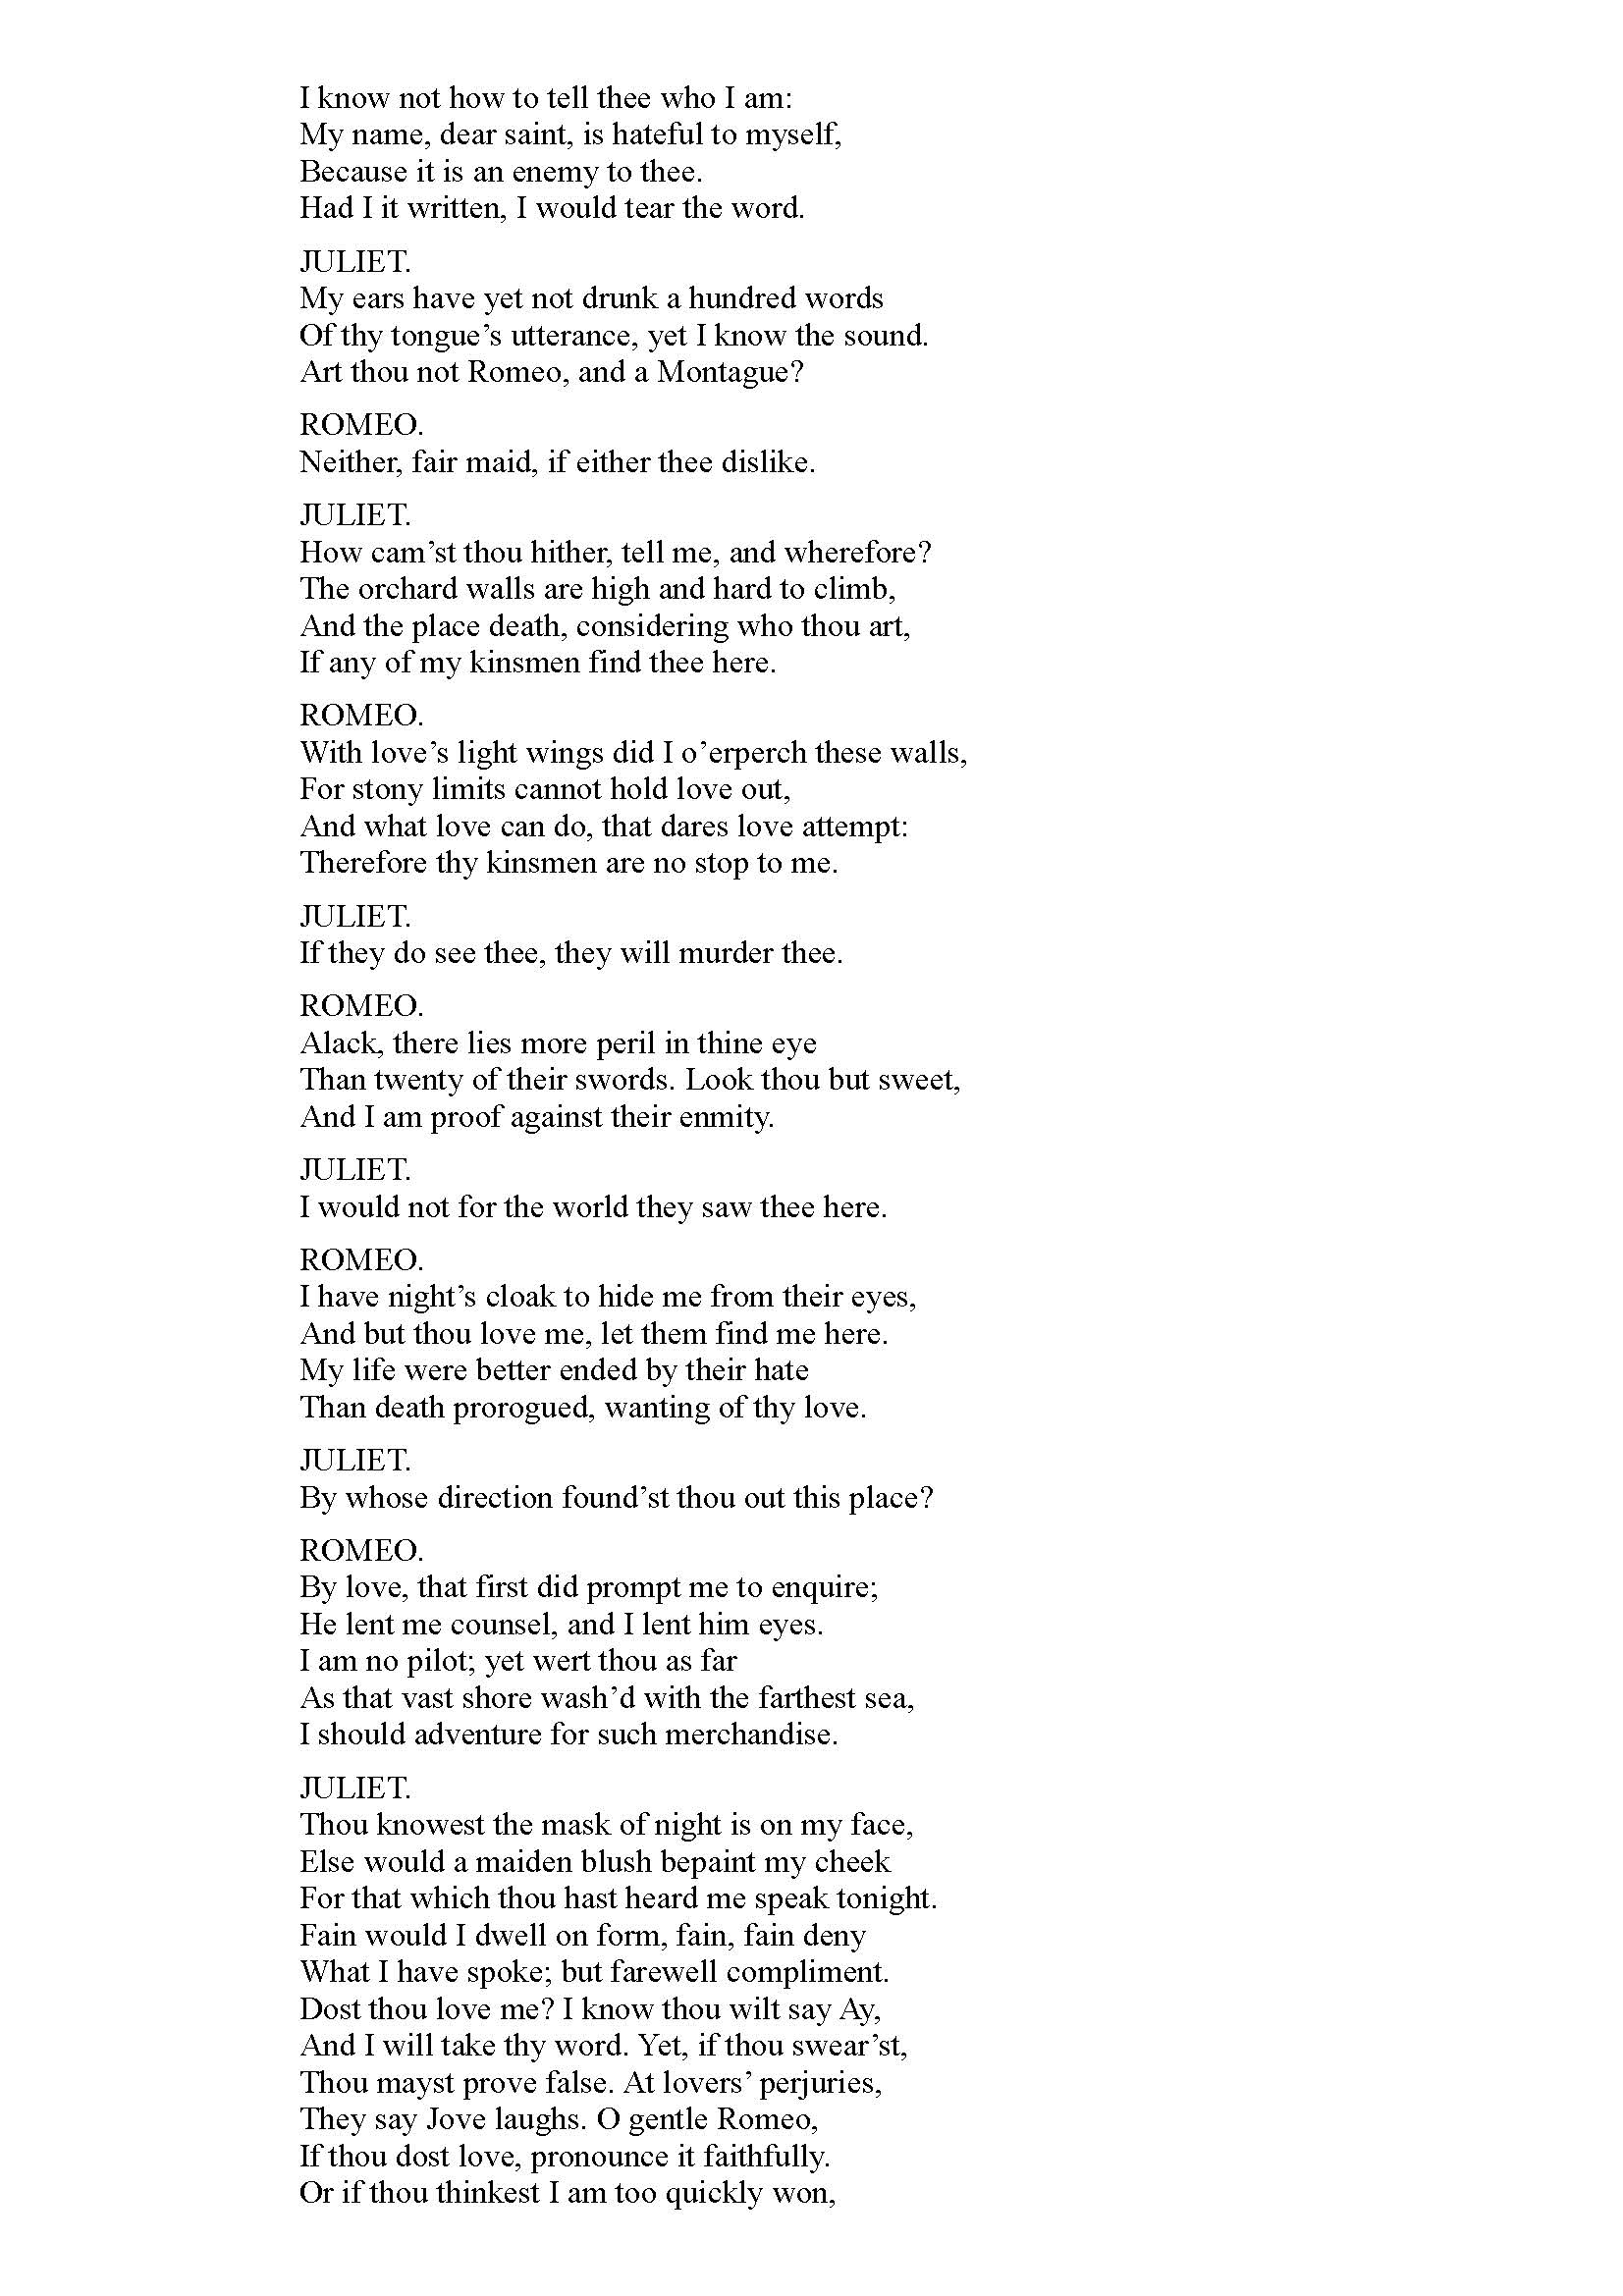 I know not how to tell thee who I am:
My name, dear saint, is hateful to myself,
Because it is an enemy to thee.
Had I it written, I would tear the word.
JULIET.
My ears have yet not drunk a hundred words
Of thy tongue’s utterance, yet I know the sound.
Art thou not Romeo, and a Montague?
ROMEO.
Neither, fair maid, if either thee dislike.
JULIET.
How cam’st thou hither, tell me, and wherefore?
The orchard walls are high and hard to climb,
And the place death, considering who thou art,
If any of my kinsmen find thee here.
ROMEO.
With love’s light wings did I o’erperch these walls,
For stony limits cannot hold love out,
And what love can do, that dares love attempt:
Therefore thy kinsmen are no stop to me.
JULIET.
If they do see thee, they will murder thee.
ROMEO.
Alack, there lies more peril in thine eye
Than twenty of their swords. Look thou but sweet,
And I am proof against their enmity.
JULIET.
I would not for the world they saw thee here.
ROMEO.
I have night’s cloak to hide me from their eyes,
And but thou love me, let them find me here.
My life were better ended by their hate
Than death prorogued, wanting of thy love.
JULIET.
By whose direction found’st thou out this place?
ROMEO.
By love, that first did prompt me to enquire;
He lent me counsel, and I lent him eyes.
I am no pilot; yet wert thou as far
As that vast shore wash’d with the farthest sea,
I should adventure for such merchandise.
JULIET.
Thou knowest the mask of night is on my face,
Else would a maiden blush bepaint my cheek
For that which thou hast heard me speak tonight.
Fain would I dwell on form, fain, fain deny
What I have spoke; but farewell compliment.
Dost thou love me? I know thou wilt say Ay,
And I will take thy word. Yet, if thou swear’st,
Thou mayst prove false. At lovers’ perjuries,
They say Jove laughs. O gentle Romeo,
If thou dost love, pronounce it faithfully.
Or if thou thinkest I am too quickly won,